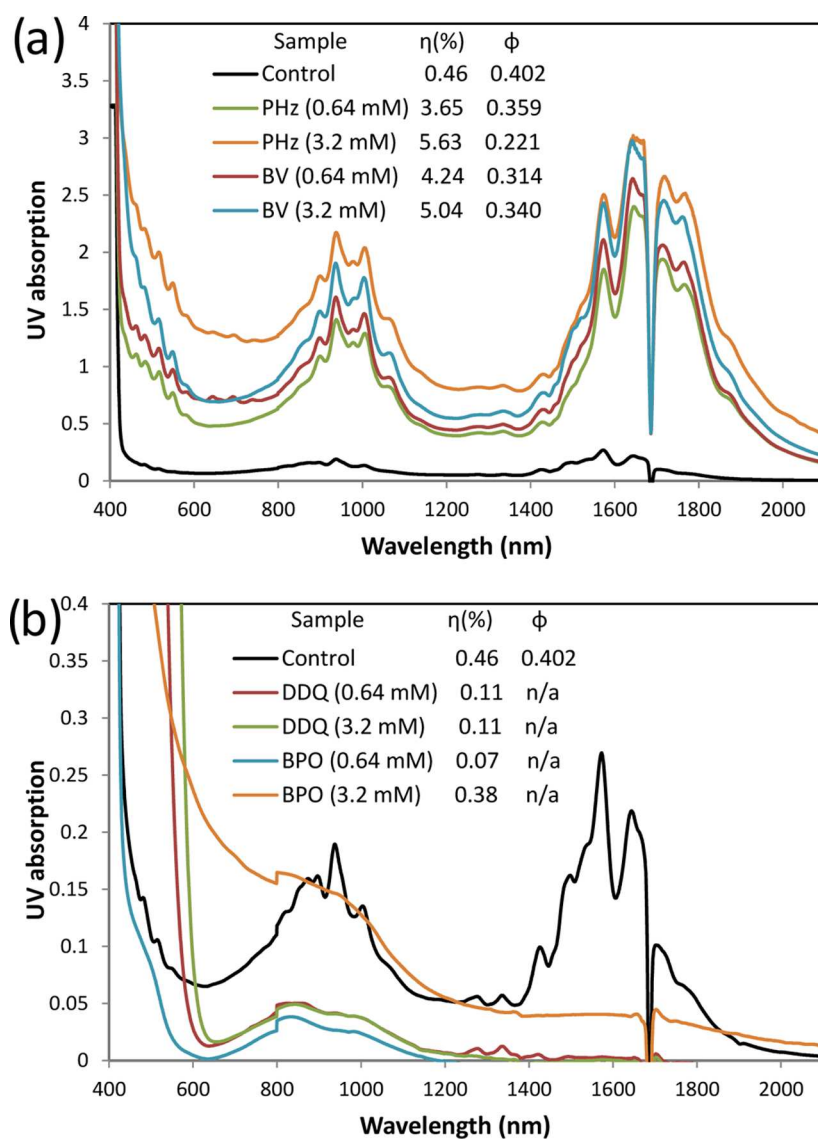 (a)
Sample η(%) ϕ
Control 0.46 0.402
PHz (0.64 mM) 3.65 0.359
PHz (3.2 mM) 5.63 0.221
BV (0.64 mM) 4.24 0.314
BV (3.2 mM) 5.04 0.340
UV absorption
4
3.5
3
2.5
2
1.5
1
0.5
0
400 600 800 1000 1200 1400 1600 1800 2000
Wavelength (nm)
(b)
Sample η(%) ϕ
Control 0.46 0.402
DDQ (0.64 mM) 0.11 n/a
DDQ (3.2 mM) 0.11 n/a
BPO (0.64 mM) 0.07 n/a
BPO (3.2 mM) 0.38 n/a
UV absorption
0.4
0.35
0.3
0.25
0.2
0.15
0.1
0.05
0
400 600 800 1000 1200 1400 1600 1800 2000
Wavelength (nm)